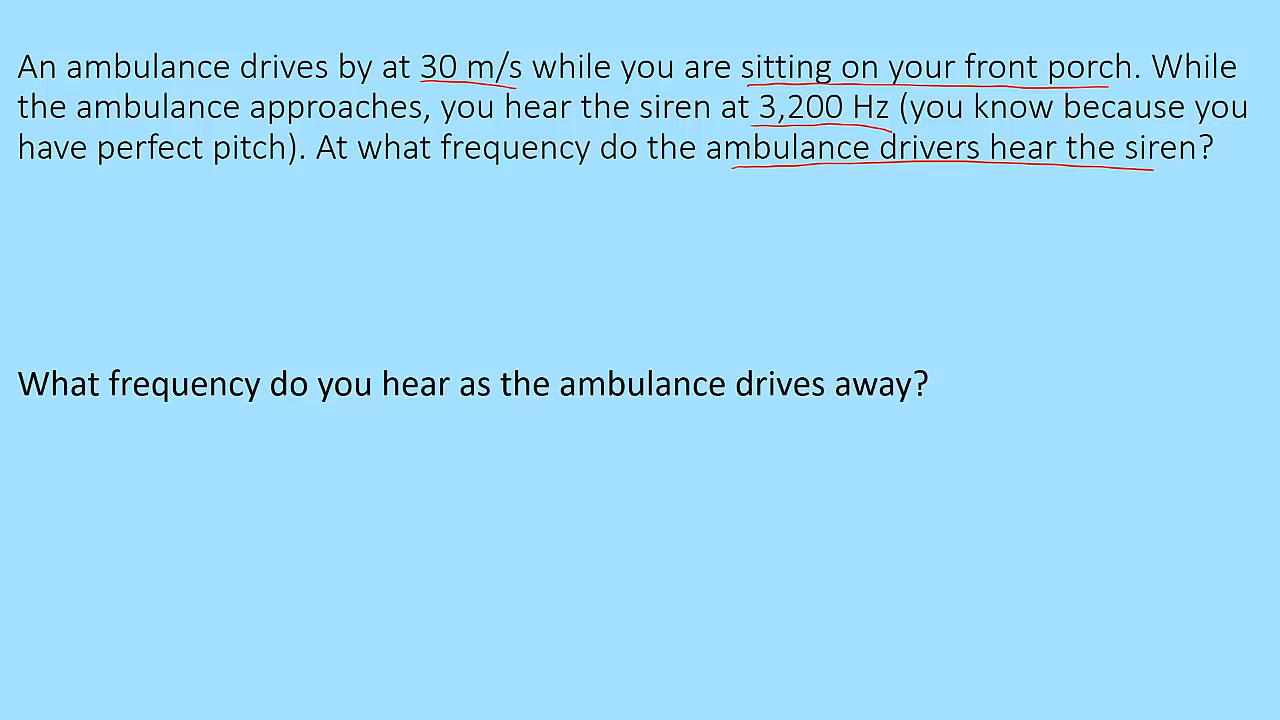 An ambulance drives by at 30 m/s while you are sitting on your front porch. While
the ambulance approaches, you hear the siren at 3,200 Hz (you know because you
have perfect pitch). At what frequency do the ambulance drivers hear the siren?
What frequency do you hear as the ambulance drives away?